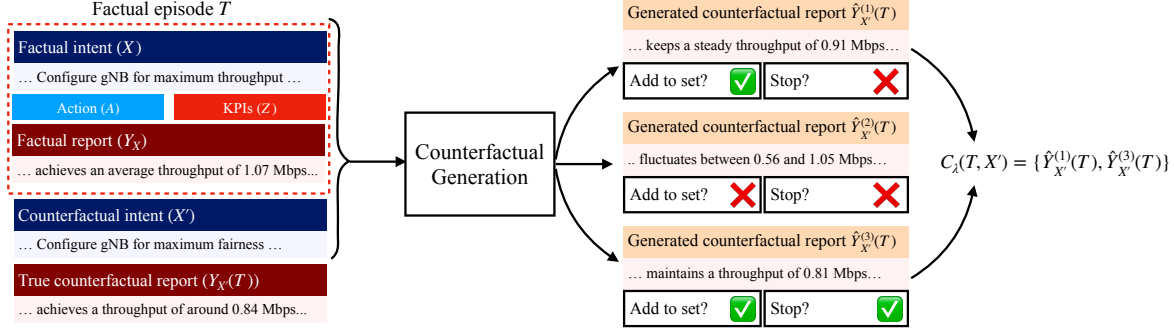 Factual episode T
Factual intent (X)
… Configure gNB for maximum throughput …
Action (A)
KPIs (Z)
Factual report (Y_X)
… achieves an average throughput of 1.07 Mbps...
Counterfactual intent (X′)
… Configure gNB for maximum fairness …
True counterfactual report (Y_X′(T))
… achieves a throughput of around 0.84 Mbps...
Counterfactual
Generation
Generated counterfactual report Ŷ_X′^(1)(T)
… keeps a steady throughput of 0.91 Mbps…
Add to set? ✅ Stop? ❌
Generated counterfactual report Ŷ_X′^(2)(T)
.. fluctuates between 0.56 and 1.05 Mbps…
Add to set? ❌ Stop? ❌
Generated counterfactual report Ŷ_X′^(3)(T)
… maintains a throughput of 0.81 Mbps…
Add to set? ✅ Stop? ✅
C_λ(T, X′) = {Ŷ_X′^(1)(T), Ŷ_X′^(3)(T)}